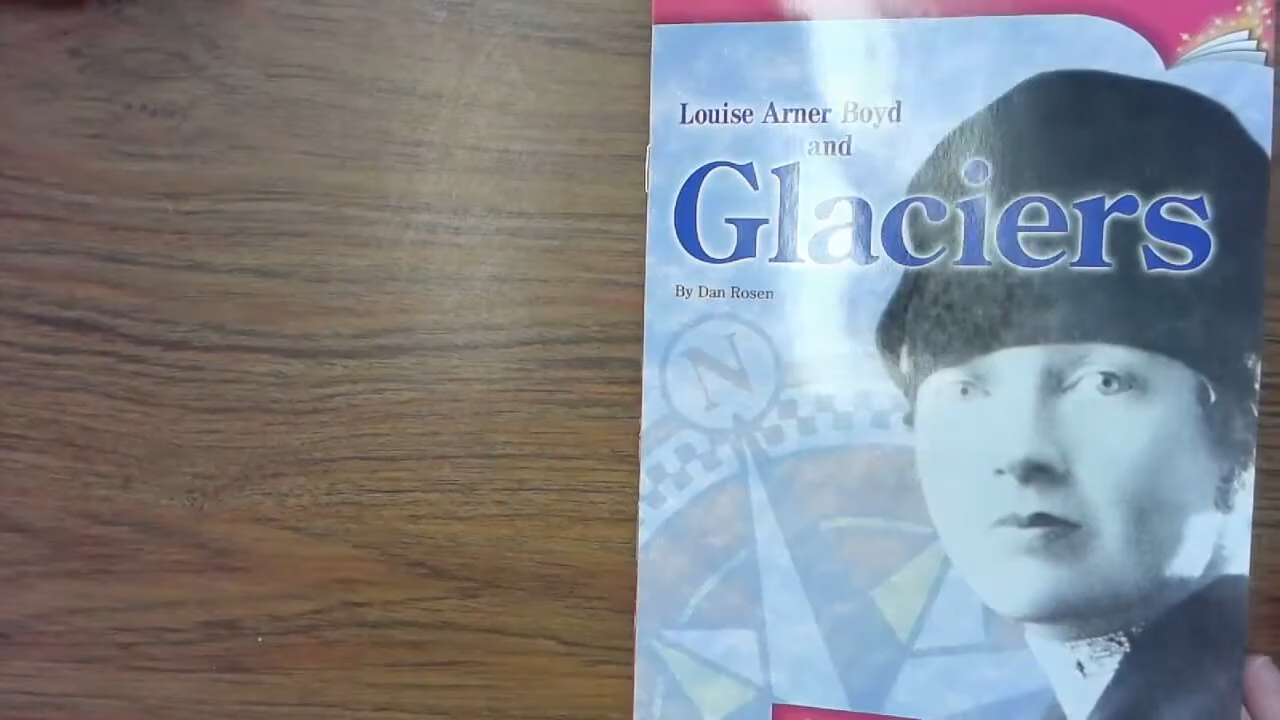 Louise Arner Boyd
and
Glaciers
By Dan Rosen
N